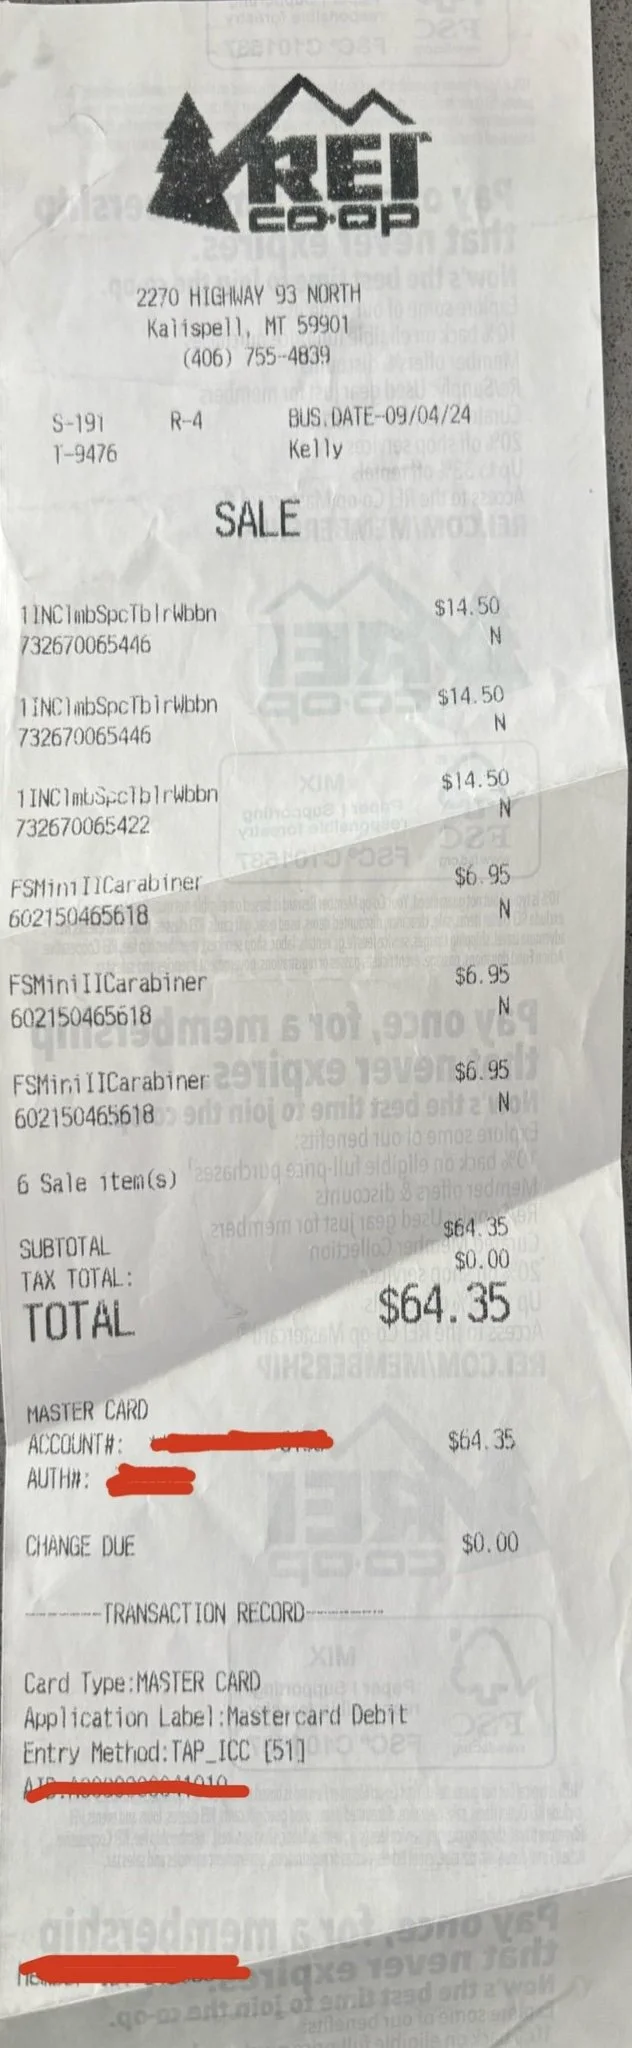 REI
CO·OP
2270 HIGHWAY 93 NORTH
Kalispell, MT 59901
(406) 755-4839
S-191 R-4 BUS.DATE-09/04/24
T-9476 Kelly
SALE
1INClmbSpcTblrWbbn $14.50
732670065446 N
1INClmbSpcTblrWbbn $14.50
732670065446 N
1INClmbSpcTblrWbbn $14.50
732670065422 N
FSMiniIICarabiner $6.95
602150465618 N
FSMiniIICarabiner $6.95
602150465618 N
FSMiniIICarabiner $6.95
602150465618 N
6 Sale item(s)
SUBTOTAL $64.35
TAX TOTAL: $0.00
TOTAL $64.35
MASTER CARD
ACCOUNT#: $64.35
AUTH#:
CHANGE DUE $0.00
-------TRANSACTION RECORD-------
Card Type:MASTER CARD
Application Label:Mastercard Debit
Entry Method:TAP_ICC [51]